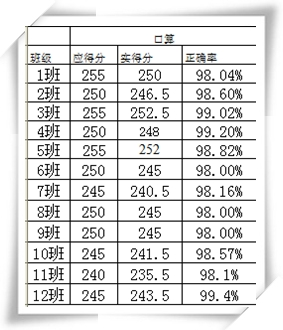 口算
班级 应得分 实得分 正确率
1班 255 250 98.04%
2班 250 246.5 98.60%
3班 255 252.5 99.02%
4班 250 248 99.20%
5班 255 252 98.82%
6班 250 245 98.00%
7班 245 240.5 98.16%
8班 250 245 98.00%
9班 250 245 98.00%
10班 245 241.5 98.57%
11班 240 235.5 98.1%
12班 245 243.5 99.4%